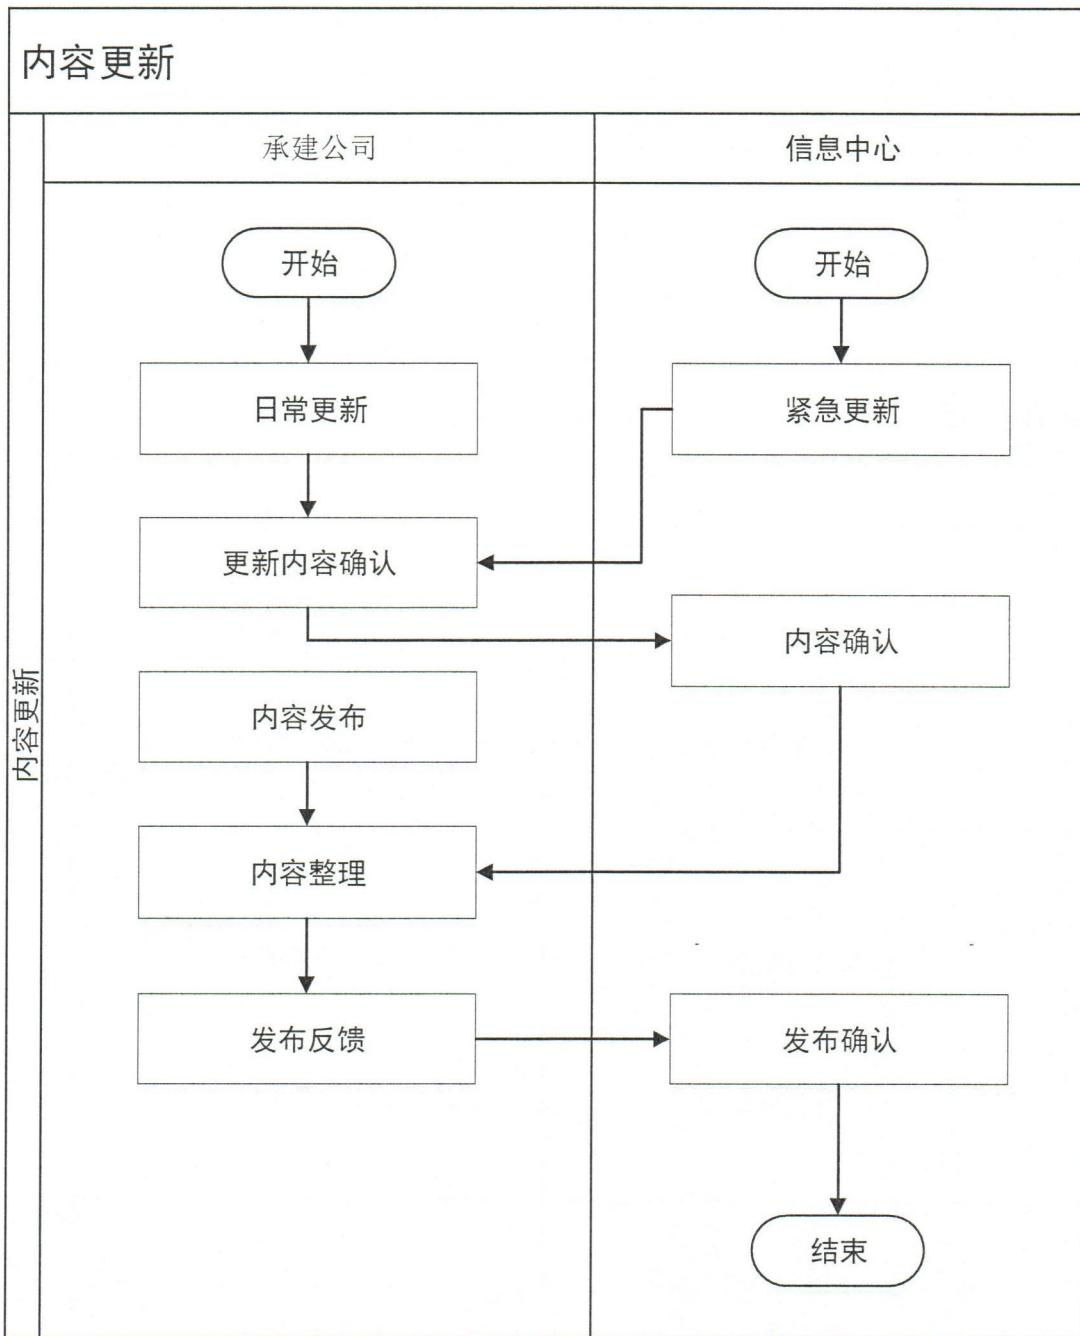 内容更新
承建公司
信息中心
开始
开始
日常更新
紧急更新
更新内容确认
内容确认
内容更新
内容发布
内容整理
发布反馈
发布确认
结束